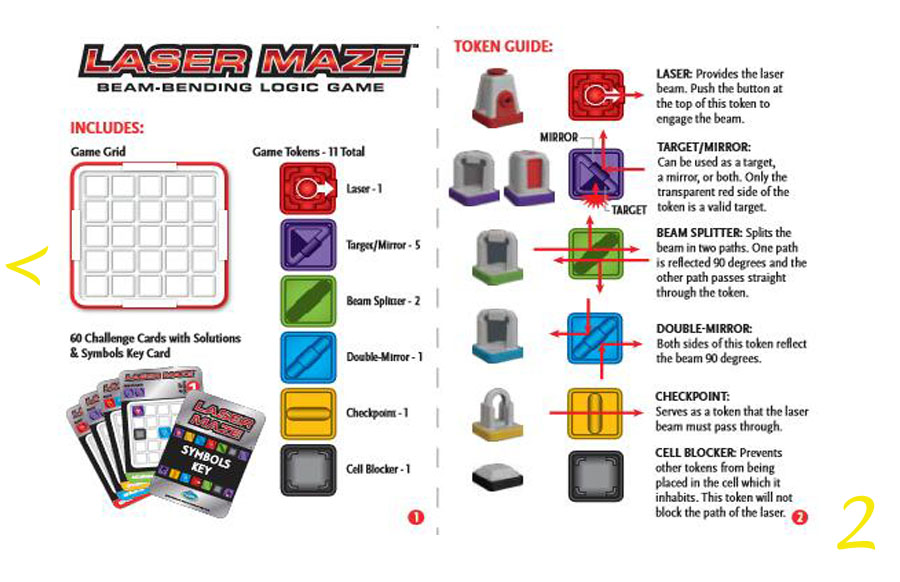 LASER MAZE™
BEAM-BENDING LOGIC GAME
INCLUDES:
Game Grid
Game Tokens - 11 Total
Laser - 1
Target/Mirror - 5
Beam Splitter - 2
Double-Mirror - 1
Checkpoint - 1
Cell Blocker - 1
60 Challenge Cards with Solutions
& Symbols Key Card
LASER
MAZE
SYMBOLS
KEY
1
TOKEN GUIDE:
LASER: Provides the laser
beam. Push the button at
the top of this token to
engage the beam.
MIRROR
TARGET
TARGET/MIRROR:
Can be used as a target,
a mirror, or both. Only the
transparent red side of the
token is a valid target.
BEAM SPLITTER: Splits the
beam in two paths. One path
is reflected 90 degrees and the
other path passes straight
through the token.
DOUBLE-MIRROR:
Both sides of this token reflect
the beam 90 degrees.
CHECKPOINT:
Serves as a token that the laser
beam must pass through.
CELL BLOCKER: Prevents
other tokens from being
placed in the cell which it
inhabits. This token will not
block the path of the laser.
2
<
2